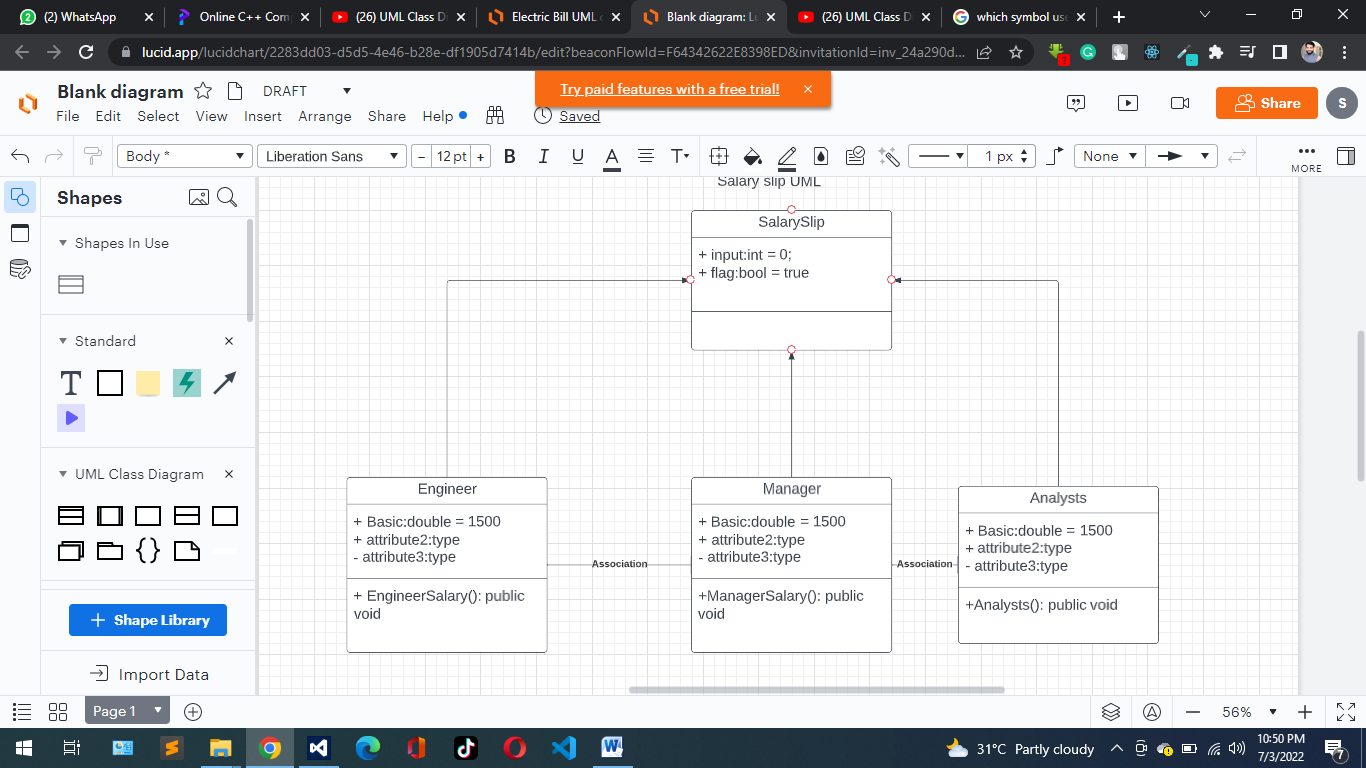 (2) WhatsApp
Online C++ Com
(26) UML Class D
Electric Bill UML
Blank diagram: Lu
(26) UML Class D
which symbol us
lucid.app/lucidchart/2283dd03-d5d5-4e46-b28e-df1905d7414b/edit?beaconFlowId=F64342622E8398ED&invitationId=inv_24a290d...
Blank diagram
DRAFT
Try paid features with a free trial!
File Edit Select View Insert Arrange Share Help
Saved
Share
S
Body *
Liberation Sans
− 12 pt +
B I U A T
1 px
None
MORE
Shapes
Shapes In Use
Standard
T
UML Class Diagram
{}
+ Shape Library
Import Data
Salary slip UML
SalarySlip
+ input:int = 0;
+ flag:bool = true
Engineer
+ Basic:double = 1500
+ attribute2:type
- attribute3:type
+ EngineerSalary(): public
void
Association
Manager
+ Basic:double = 1500
+ attribute2:type
- attribute3:type
+ManagerSalary(): public
void
Association
Analysts
+ Basic:double = 1500
+ attribute2:type
- attribute3:type
+Analysts(): public void
Page 1
56%
31°C Partly cloudy
10:50 PM
7/3/2022
7